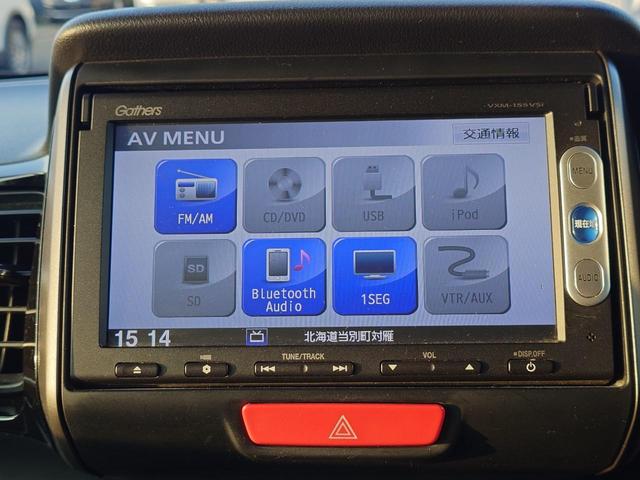 Gathers
VXM-155VSi
AV MENU
交通情報
FM/AM
CD/DVD
USB
iPod
SD
SD
Bluetooth
Audio
1SEG
VTR/AUX
15 14
北海道当別町対雁
MENU
現在地
AUDIO
TUNE/TRACK
VOL
DISP.OFF